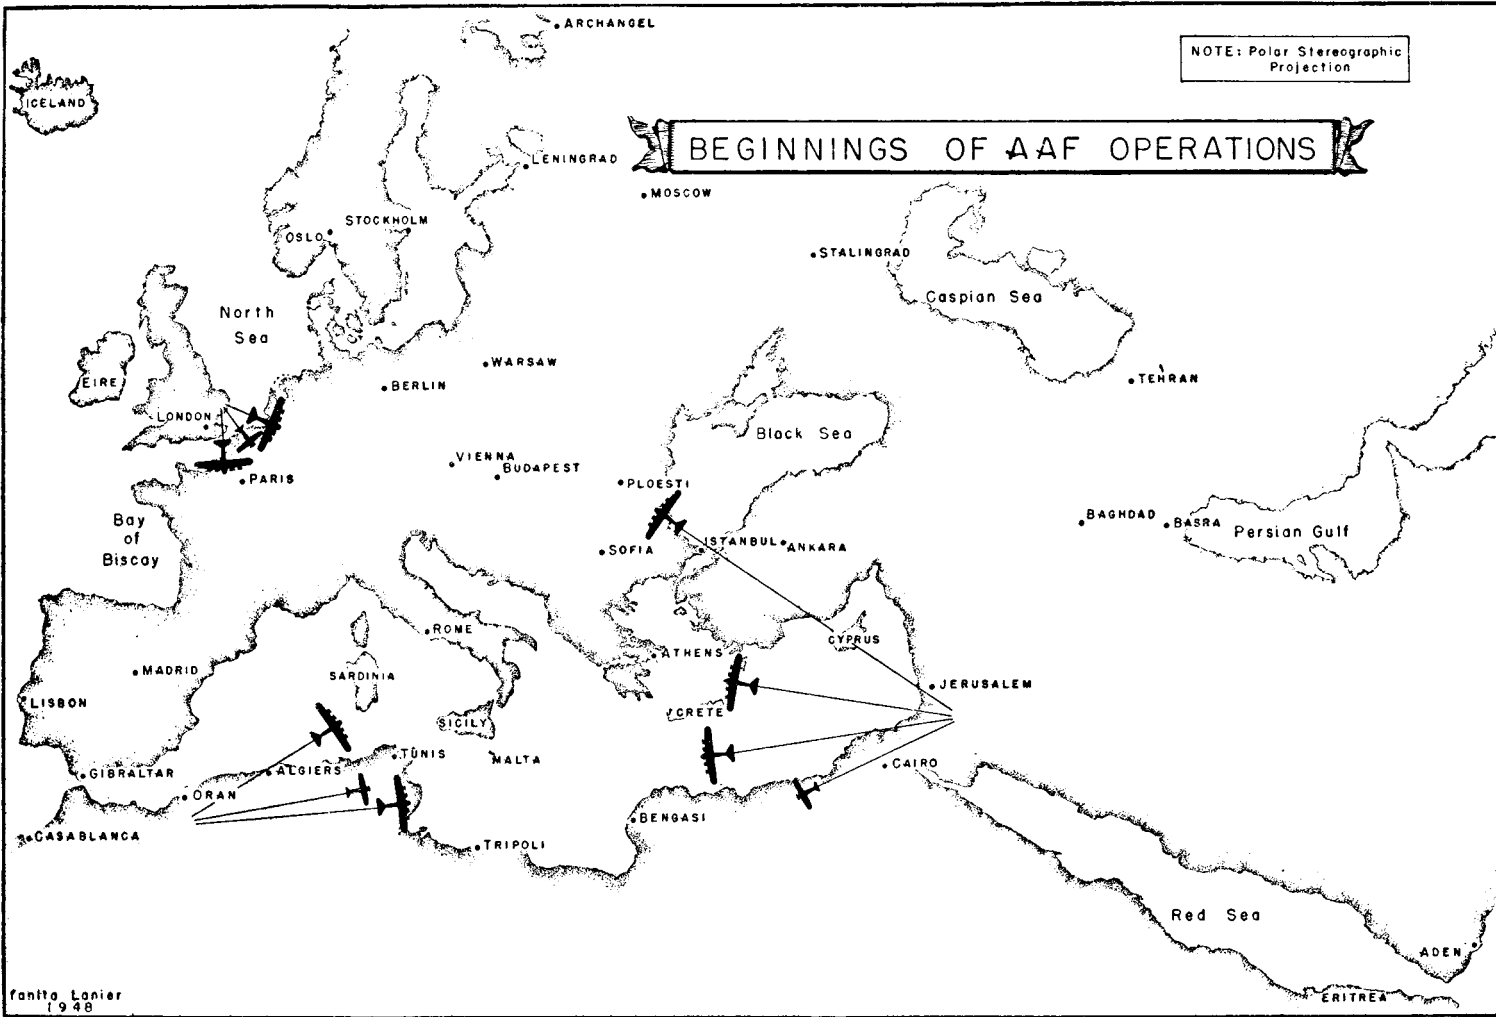 ARCHANGEL
NOTE: Polar Stereographic
Projection
ICELAND
BEGINNINGS OF AAF OPERATIONS
LENINGRAD
MOSCOW
STOCKHOLM
OSLO
STALINGRAD
Caspian Sea
North
Sea
WARSAW
EIRE
BERLIN
TEHRAN
LONDON
Black Sea
VIENNA
BUDAPEST
PARIS
PLOESTI
Bay
of
Biscay
BAGHDAD
BASRA
Persian Gulf
SOFIA
ISTANBUL
ANKARA
ROME
CYPRUS
ATHENS
MADRID
SARDINIA
JERUSALEM
LISBON
CRETE
SICILY
TUNIS
MALTA
GIBRALTAR
ALGIERS
CAIRO
ORAN
BENGASI
CASABLANCA
TRIPOLI
Red Sea
ADEN
ERITREA
Lanier
1948